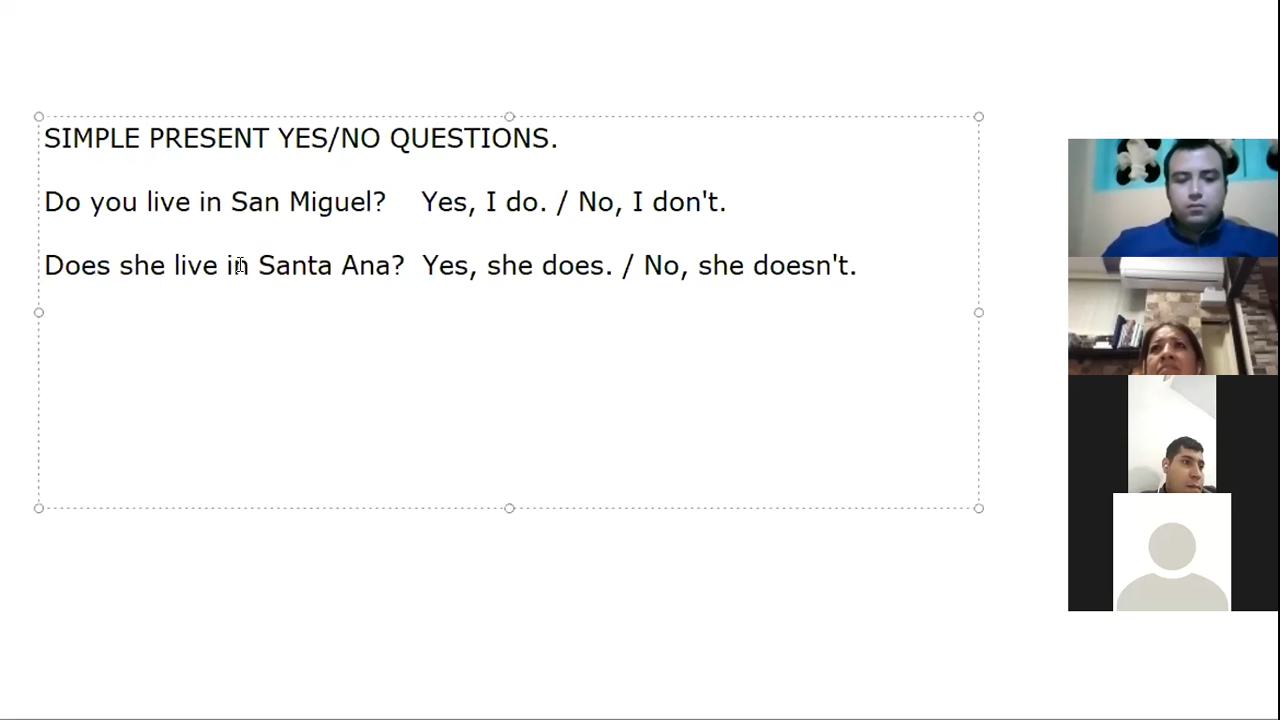 SIMPLE PRESENT YES/NO QUESTIONS.
Do you live in San Miguel? Yes, I do. / No, I don't.
Does she live in Santa Ana? Yes, she does. / No, she doesn't.